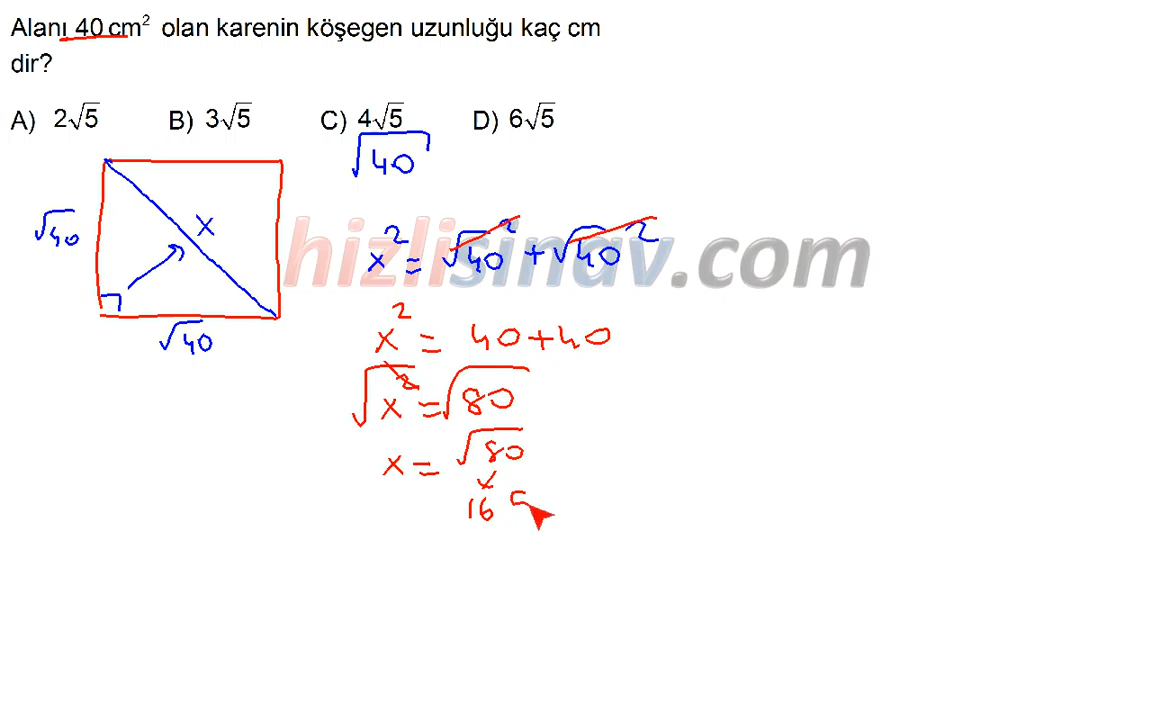 Alanı 40 cm² olan karenin köşegen uzunluğu kaç cm
dir?
A) 2√5 B) 3√5 C) 4√5 D) 6√5
√40
√40
x
√40
hizlisinav.com
x² = √40² + √40²
x² = 40+40
√x² = √80
x = √80
16 5